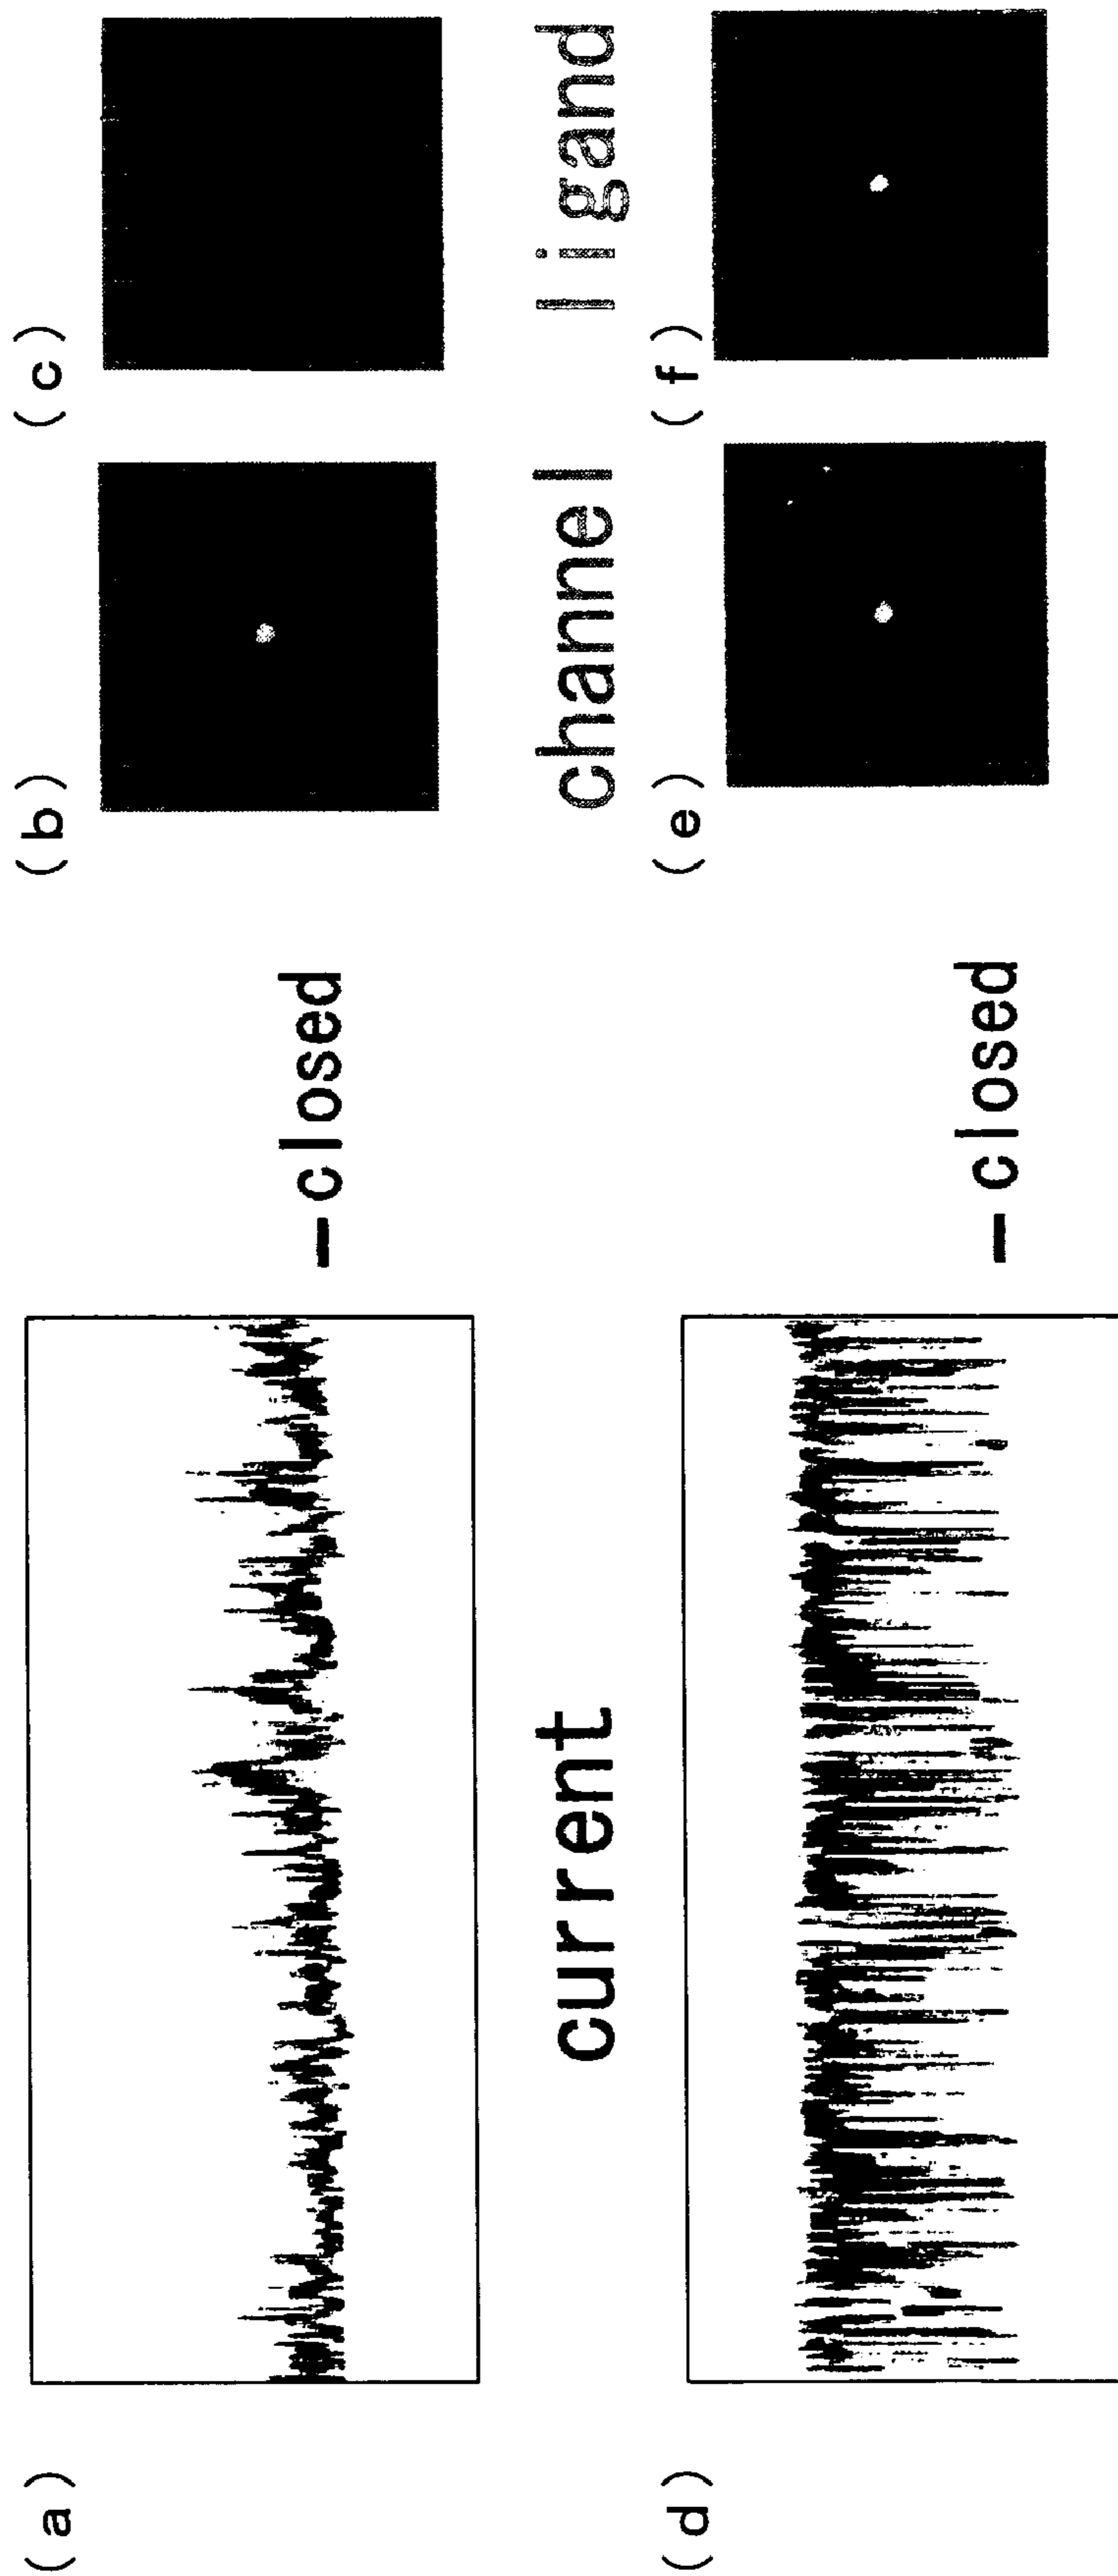 (a)
—closed
(b)
(c)
current
channel
ligand
(d)
—closed
(e)
(f)